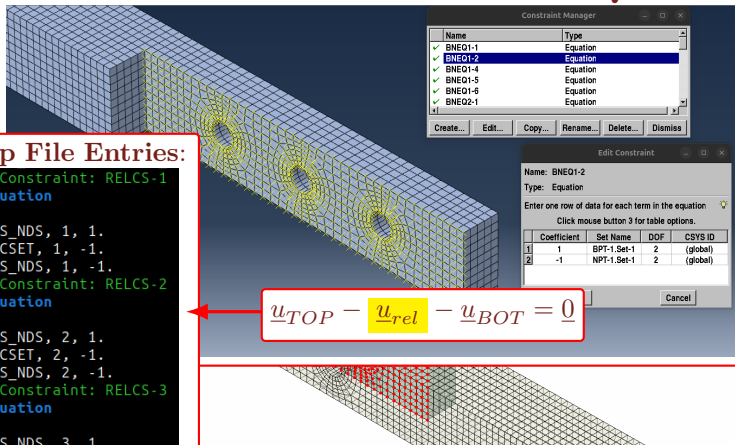 Constraint Manager
Name Type
BNEQ1-1 Equation
BNEQ1-2 Equation
BNEQ1-4 Equation
BNEQ1-5 Equation
BNEQ1-6 Equation
BNEQ2-1 Equation
Create... Edit... Copy... Rename... Delete... Dismiss
Edit Constraint
Name: BNEQ1-2
Type: Equation
Enter one row of data for each term in the equation
Click mouse button 3 for table options.
Coefficient Set Name DOF CSYS ID
1 1 BPT-1.Set-1 2 (global)
2 -1 NPT-1.Set-1 2 (global)
Cancel
p File Entries:
Constraint: RELCS-1
uation
S_NDS, 1, 1.
CSET, 1, -1.
S_NDS, 1, -1.
Constraint: RELCS-2
uation
S_NDS, 2, 1.
CSET, 2, -1.
S_NDS, 2, -1.
Constraint: RELCS-3
uation
S_NDS, 3, 1.
u_TOP − u_rel − u_BOT = 0